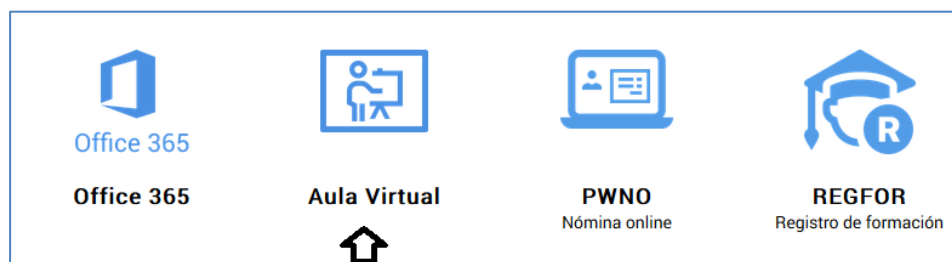 Office 365
Office 365
Aula Virtual
PWNO
Nómina online
R
REGFOR
Registro de formación